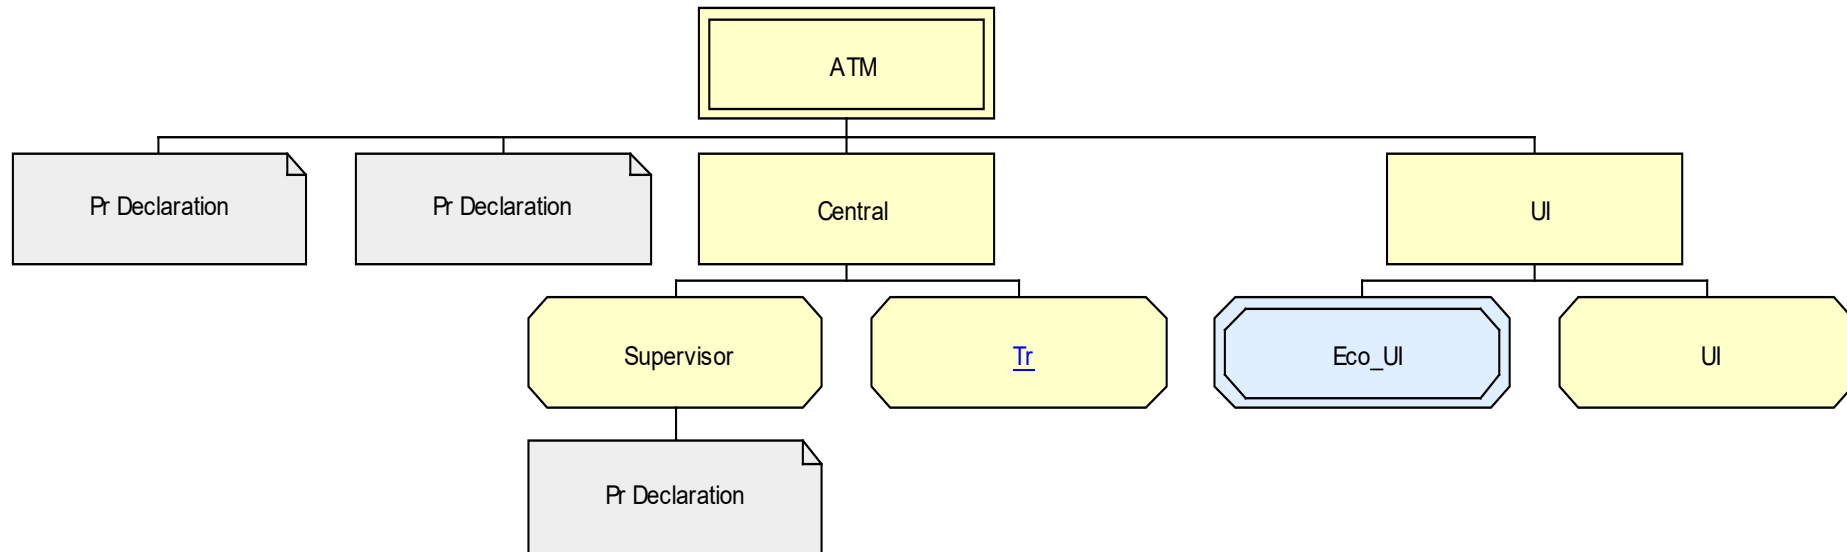 ATM
Pr Declaration
Pr Declaration
Central
UI
Supervisor
Tr
Eco_UI
UI
Pr Declaration